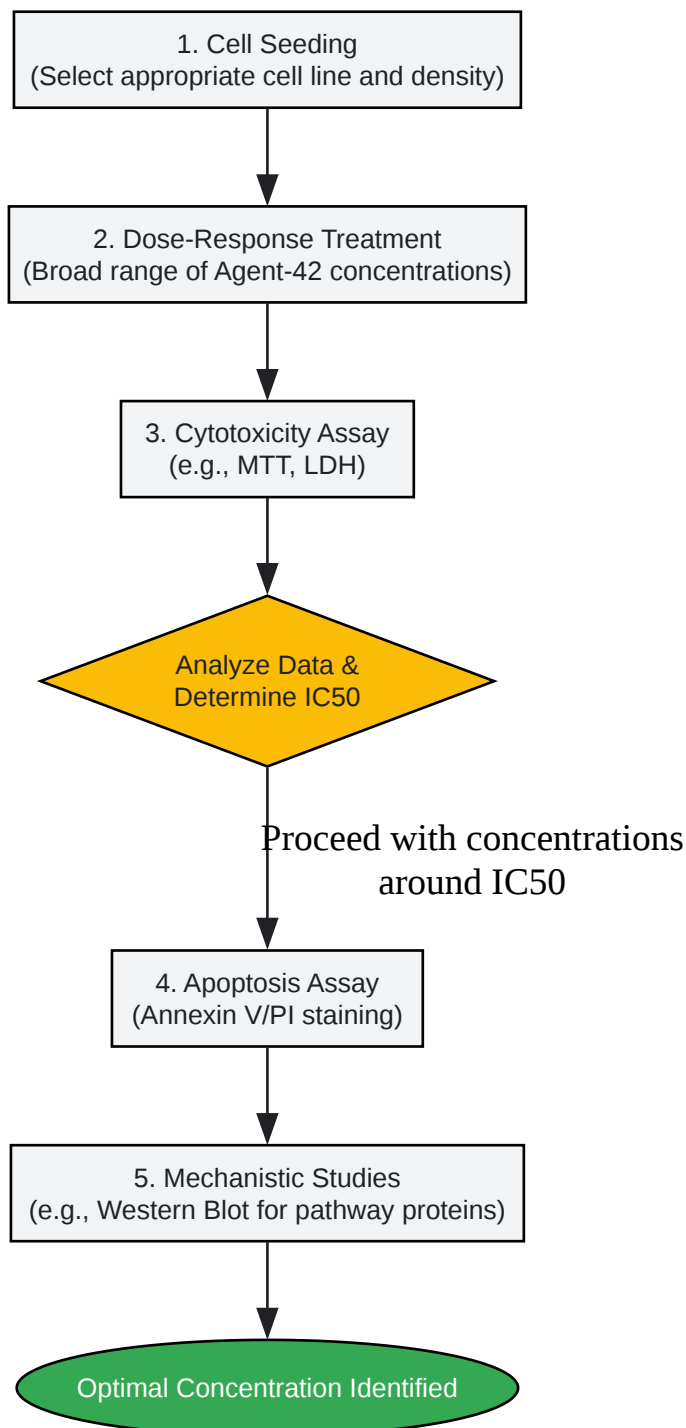 1. Cell Seeding
(Select appropriate cell line and density)
2. Dose-Response Treatment
(Broad range of Agent-42 concentrations)
3. Cytotoxicity Assay
(e.g., MTT, LDH)
Analyze Data &
Determine IC50
Proceed with concentrations
around IC50
4. Apoptosis Assay
(Annexin V/PI staining)
5. Mechanistic Studies
(e.g., Western Blot for pathway proteins)
Optimal Concentration Identified